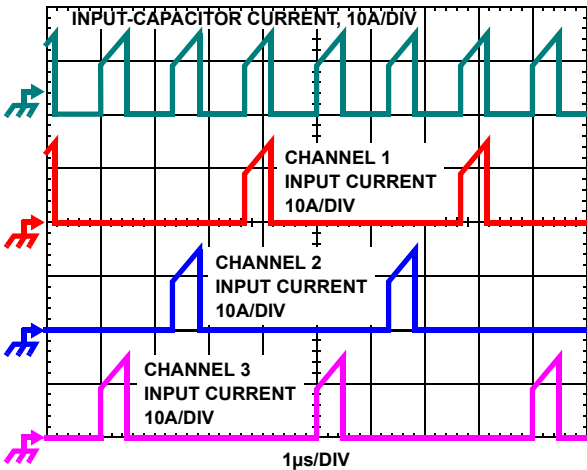 INPUT-CAPACITOR CURRENT, 10A/DIV
CHANNEL 1
INPUT CURRENT
10A/DIV
CHANNEL 2
INPUT CURRENT
10A/DIV
CHANNEL 3
INPUT CURRENT
10A/DIV
1µs/DIV